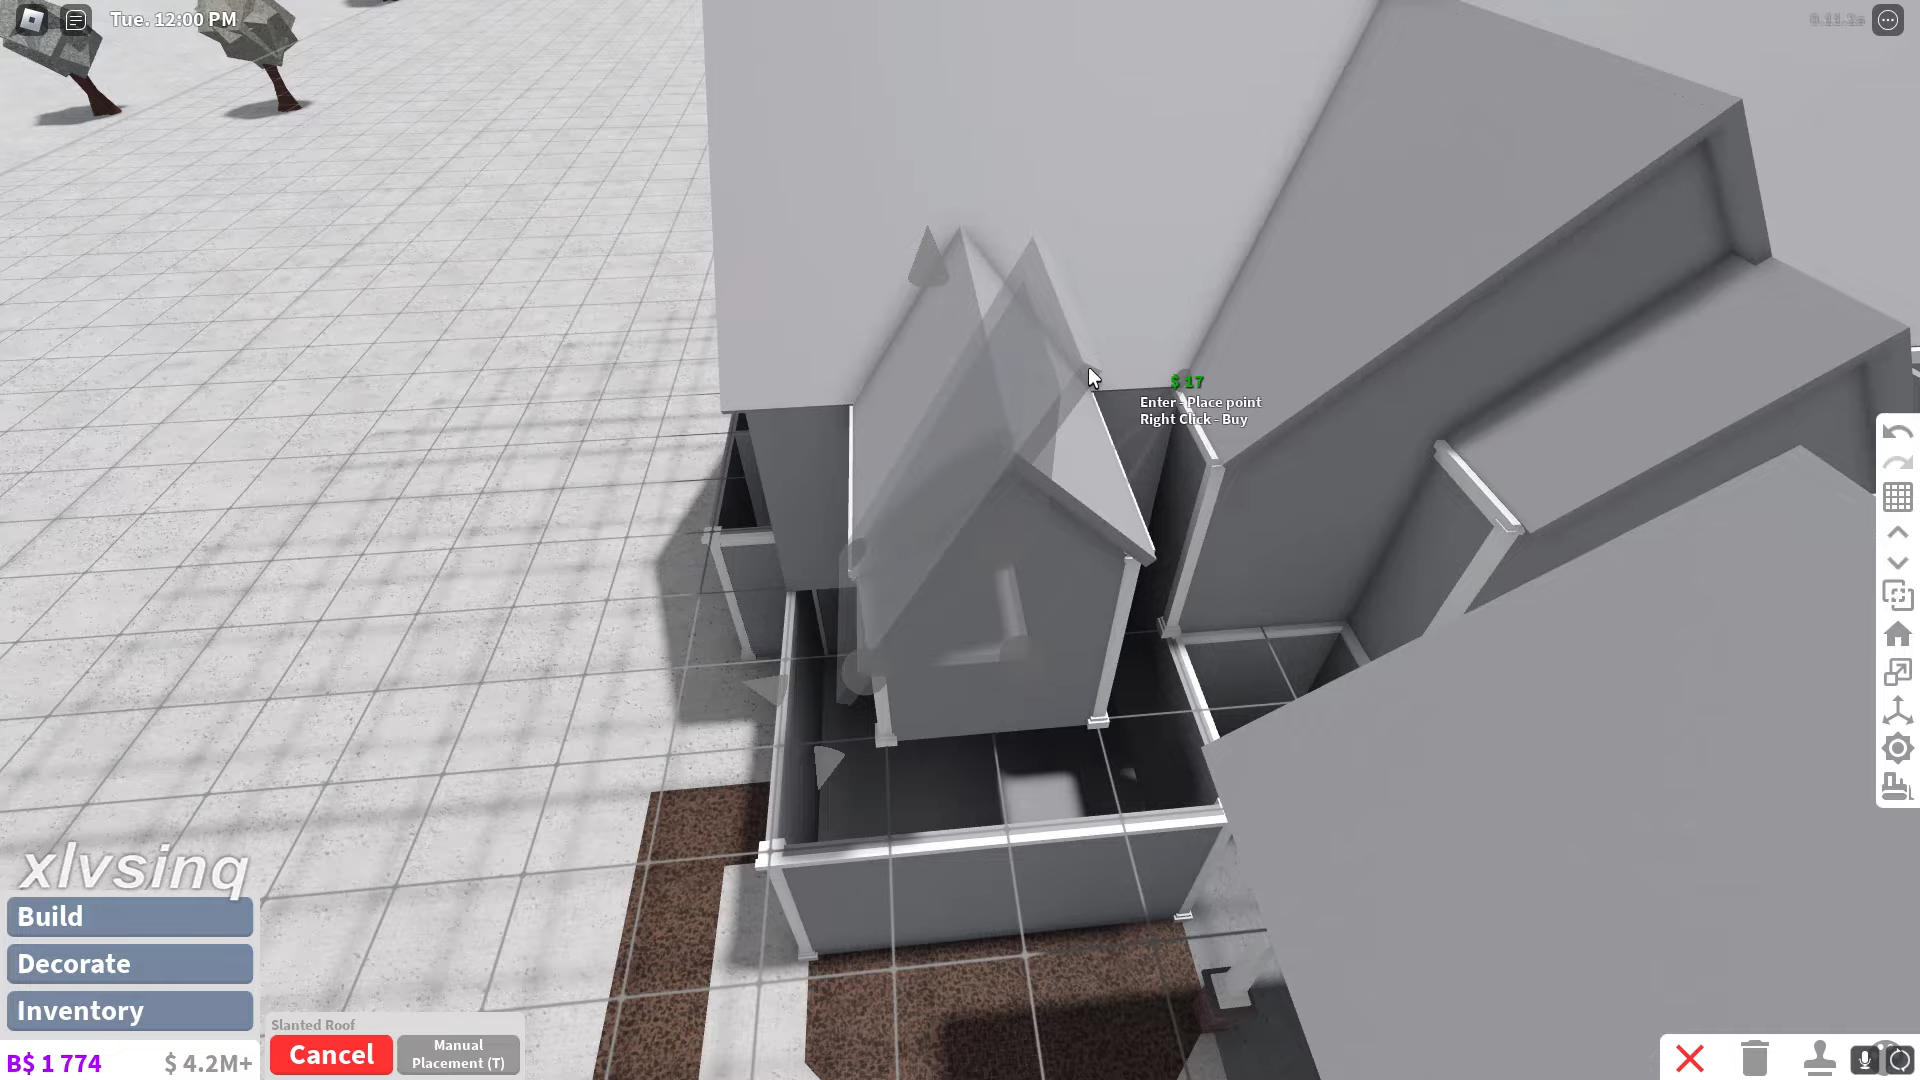 Tue. 12:00 PM
$ 17
Enter - Place point
Right Click - Buy
xlvsinq
Build
Decorate
Inventory
B$ 1 774
$ 4.2M+
Slanted Roof
Cancel
Manual
Placement (T)